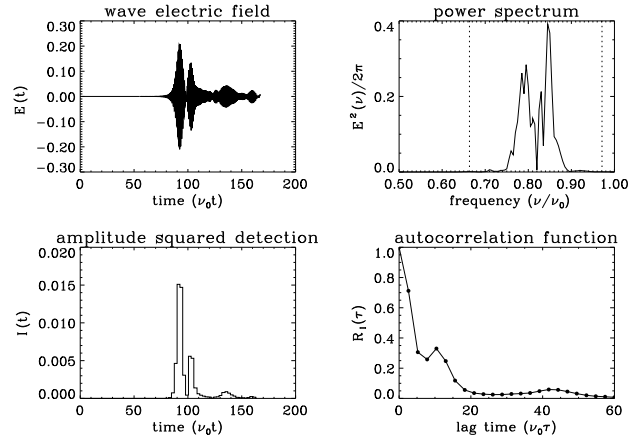 wave electric field
E(t)
0.30
0.20
0.10
0.00
−0.10
−0.20
−0.30
0 50 100 150 200
time (ν₀t)
power spectrum
E²(ν)/2π
0.4
0.2
0.0
0.50 0.60 0.70 0.80 0.90 1.00
frequency (ν/ν₀)
amplitude squared detection
I(t)
0.020
0.015
0.010
0.005
0.000
0 50 100 150 200
time (ν₀t)
autocorrelation function
R_I(τ)
1.0
0.8
0.6
0.4
0.2
0.0
0 20 40 60
lag time (ν₀τ)